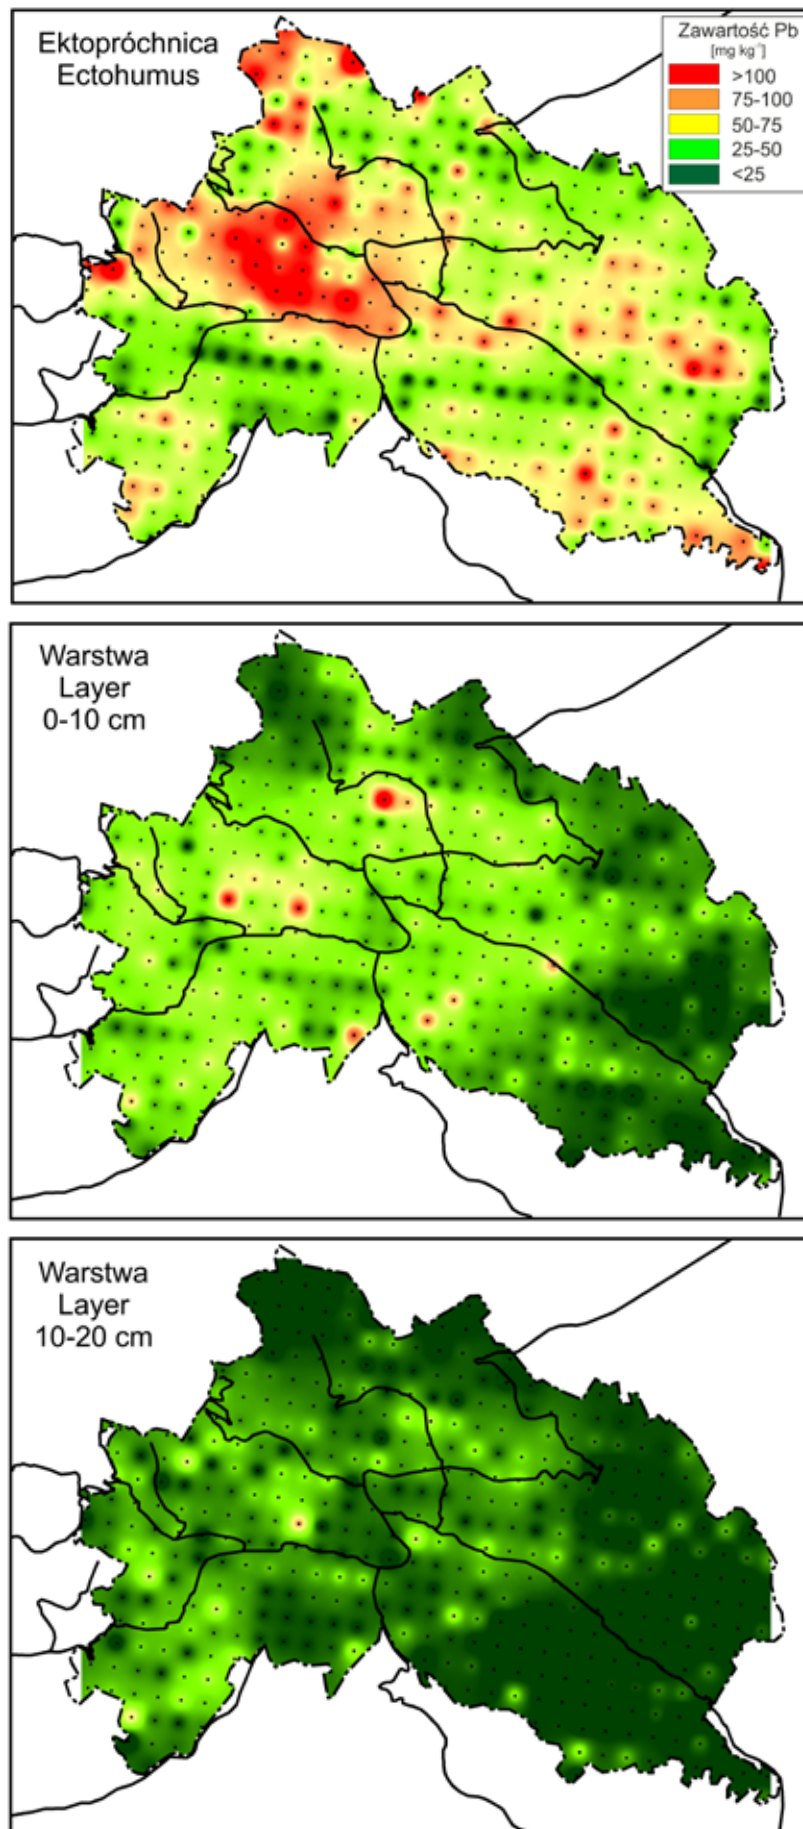 Ektopróchnica
Ectohumus
Zawartość Pb
[mg kg⁻¹]
>100
75-100
50-75
25-50
<25
Warstwa
Layer
0-10 cm
Warstwa
Layer
10-20 cm